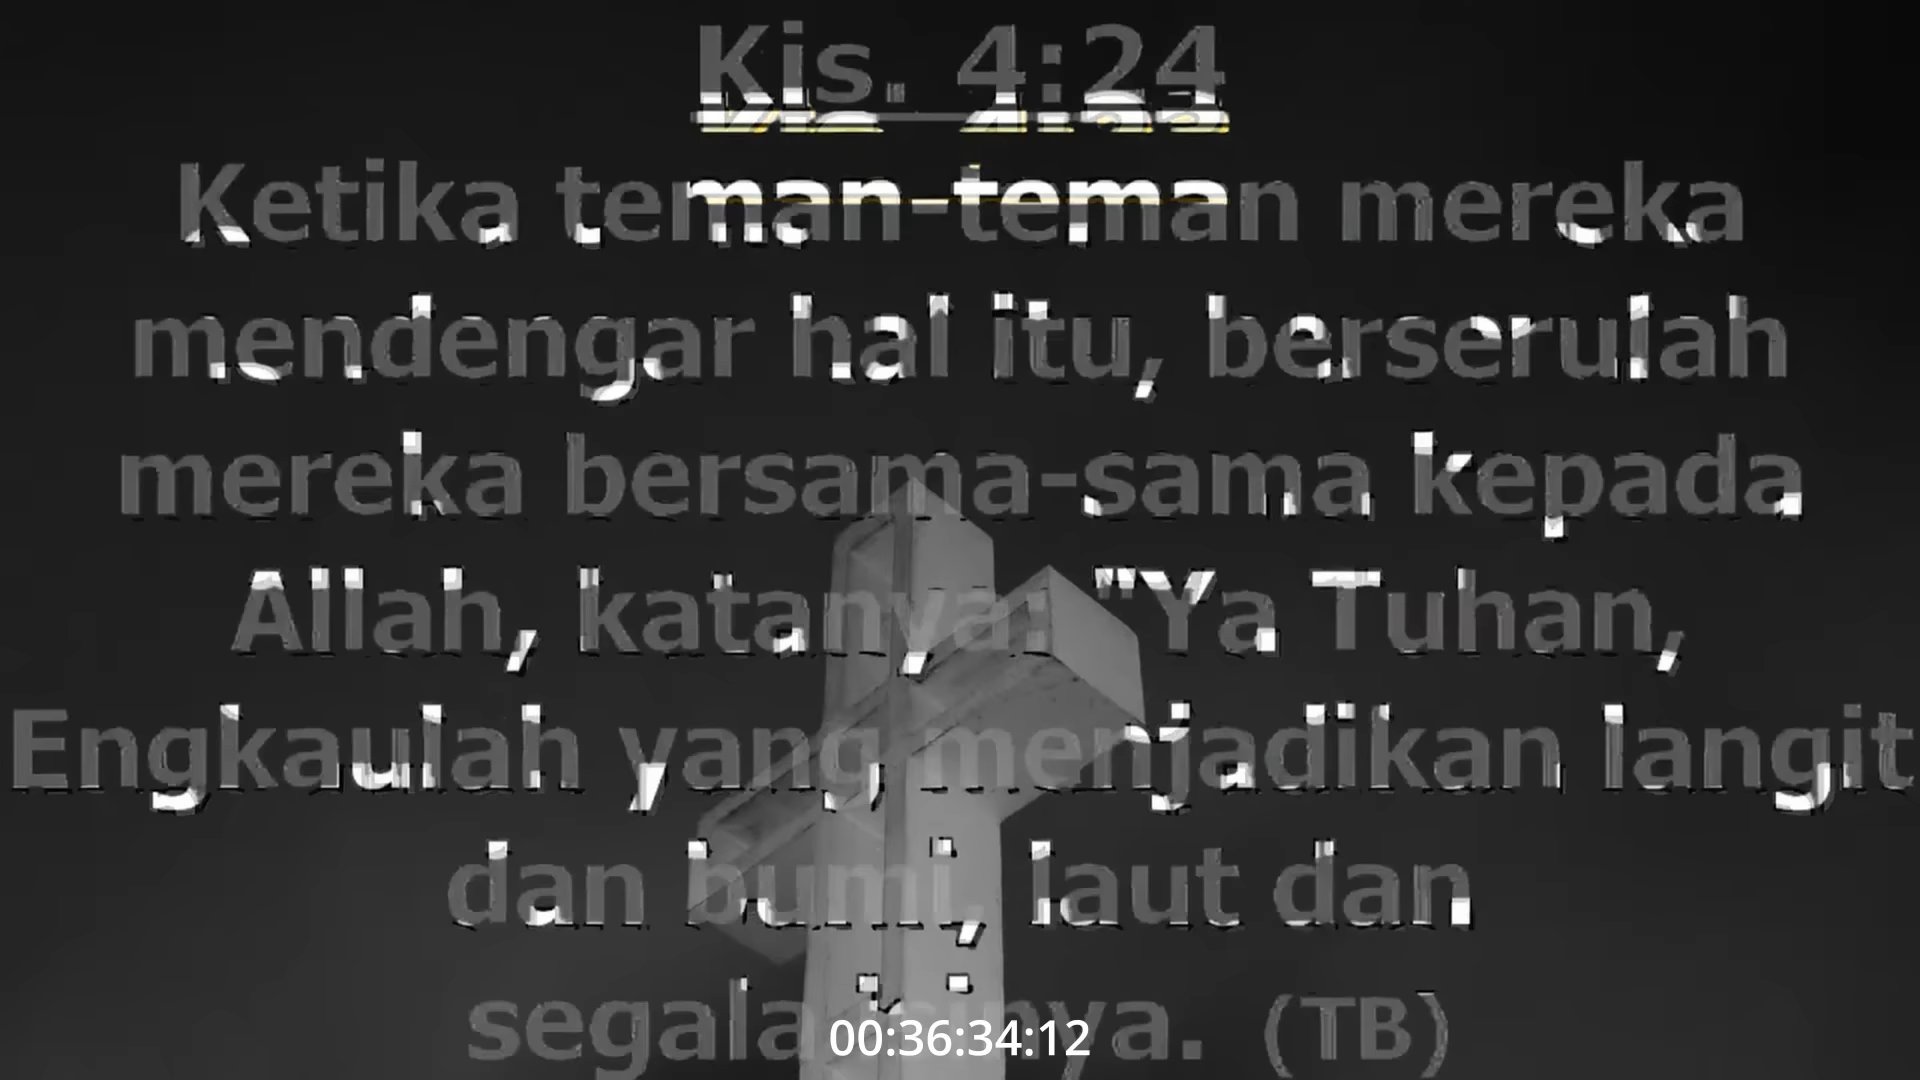 Kis. 4:24
Ketika teman-teman mereka
mendengar hal itu, berserulah
mereka bersama-sama kepada
Allah, katanya: "Ya Tuhan,
Engkaulah yang menjadikan langit
dan bumi, laut dan
segala isinya. (TB)
00:36:34:12